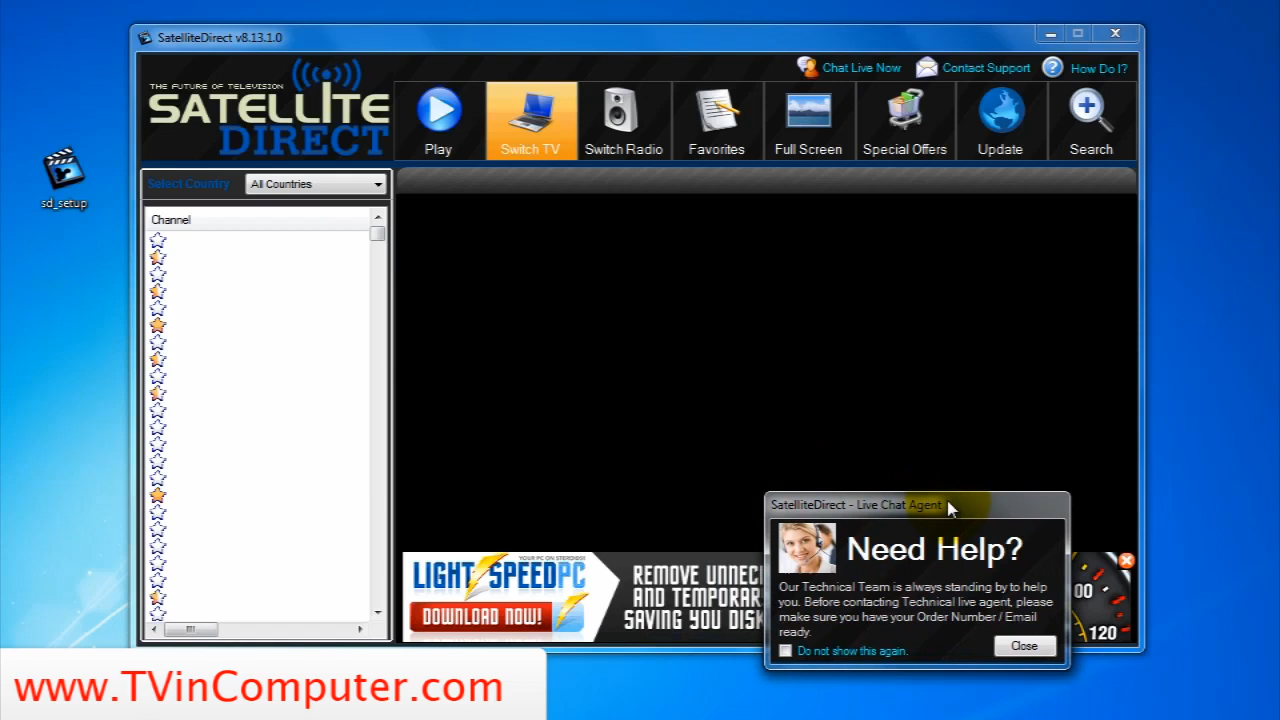 SatelliteDirect v8.13.1.0
Chat Live Now Contact Support How Do I?
THE FUTURE OF TELEVISION
SATELLITE
DIRECT
Play Switch TV Switch Radio Favorites Full Screen Special Offers Update Search
sd_setup
Select Country All Countries
Channel
SatelliteDirect - Live Chat Agent
Need Help?
Our Technical Team is always standing by to help
you. Before contacting Technical live agent, please
make sure you have your Order Number / Email
ready.
Do not show this again. Close
YOUR PC ON STEROIDS!
LIGHTSPEEDPC
DOWNLOAD NOW!
REMOVE UNNECI
AND TEMPORAR
SAVING YOU DISK
00
120
www.TVinComputer.com